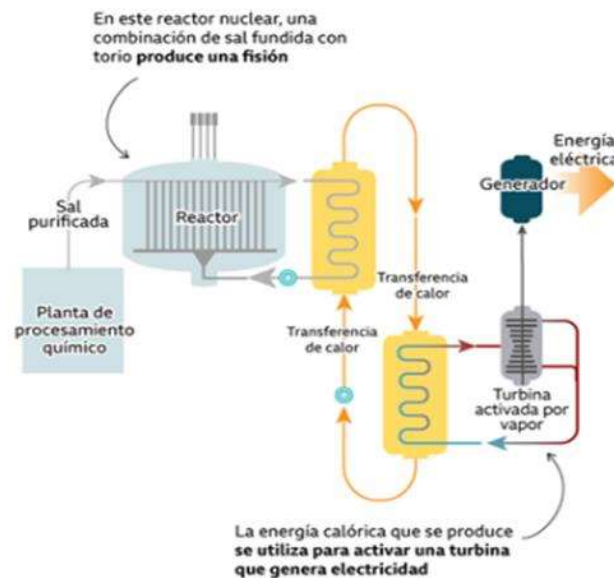 En este reactor nuclear, una
combinación de sal fundida con
torio produce una fisión
Sal
purificada
Reactor
Planta de
procesamiento
químico
Transferencia
de calor
Transferencia
de calor
Energía
eléctrica
Generador
Turbina
activada por
vapor
La energía calórica que se produce
se utiliza para activar una turbina
que genera electricidad